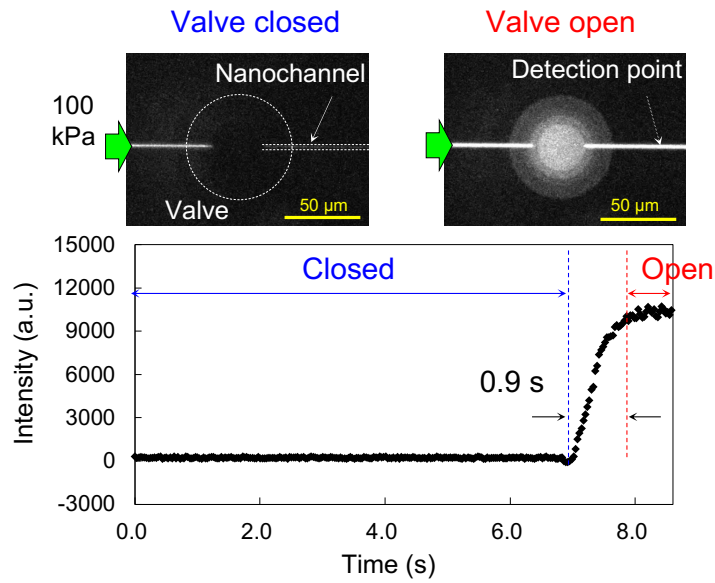 Valve closed
Valve open
100
kPa
Nanochannel
Valve
50 µm
Detection point
50 µm
15000
12000
9000
6000
3000
0
-3000
Intensity (a.u.)
Closed
Open
0.9 s
0.0
2.0
4.0
6.0
8.0
Time (s)